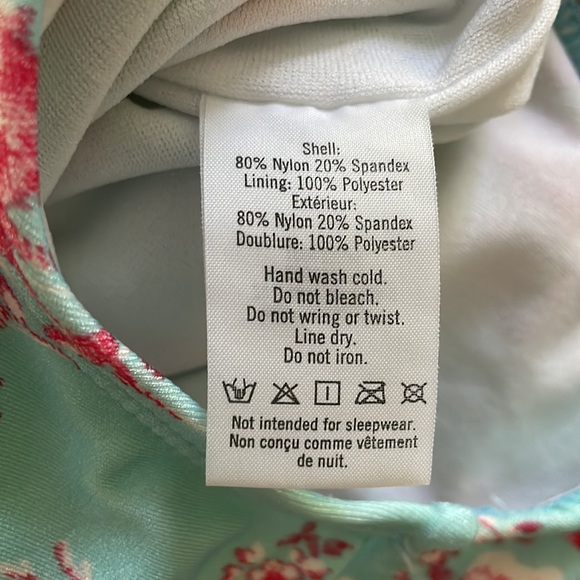 Shell:
80% Nylon 20% Spandex
Lining: 100% Polyester
Extérieur:
80% Nylon 20% Spandex
Doublure: 100% Polyester
Hand wash cold.
Do not bleach.
Do not wring or twist.
Line dry.
Do not iron.
Not intended for sleepwear.
Non conçu comme vêtement
de nuit.